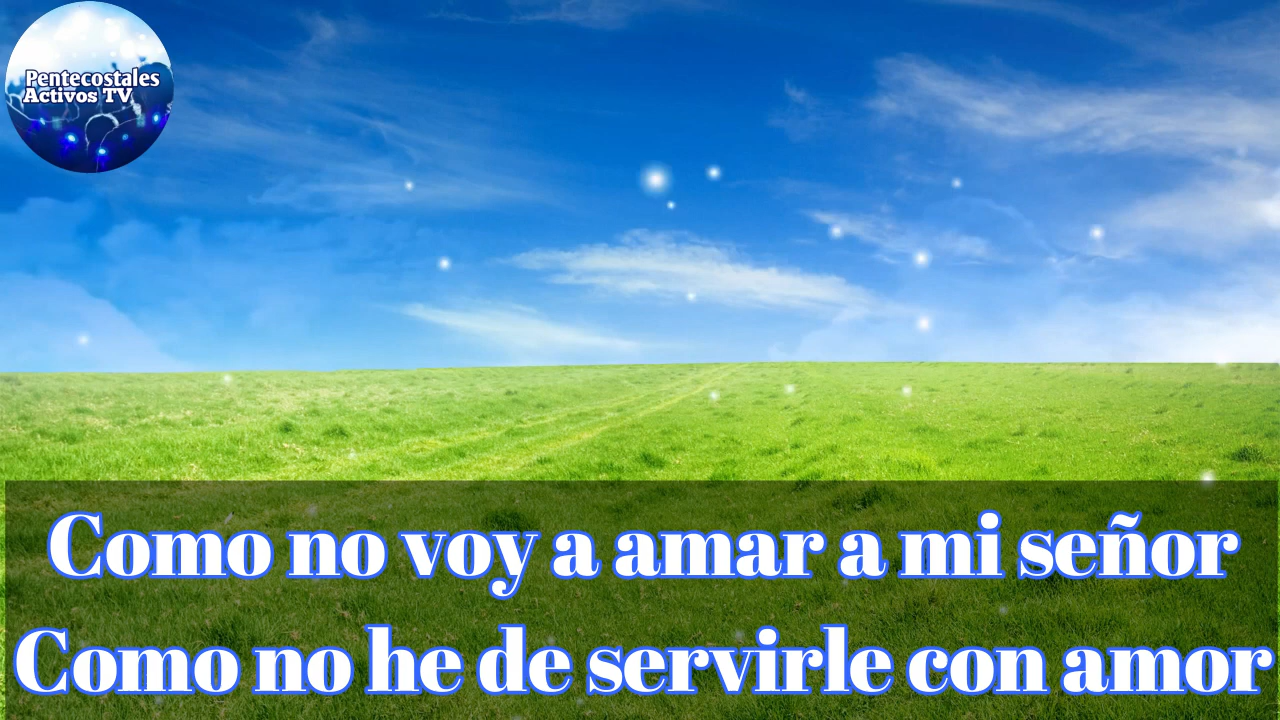 Pentecostales
Activos TV
Como no voy a amar a mi señor
Como no he de servirle con amor